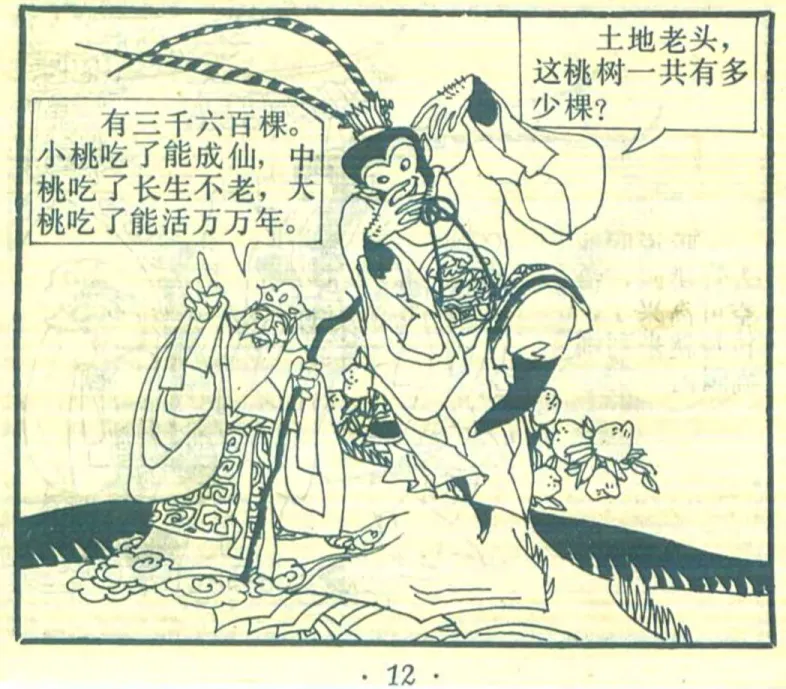 土地老头，
这桃树一共有多
少棵？
有三千六百棵。
小桃吃了能成仙，中
桃吃了长生不老，大
桃吃了能活万万年。
· 12 ·